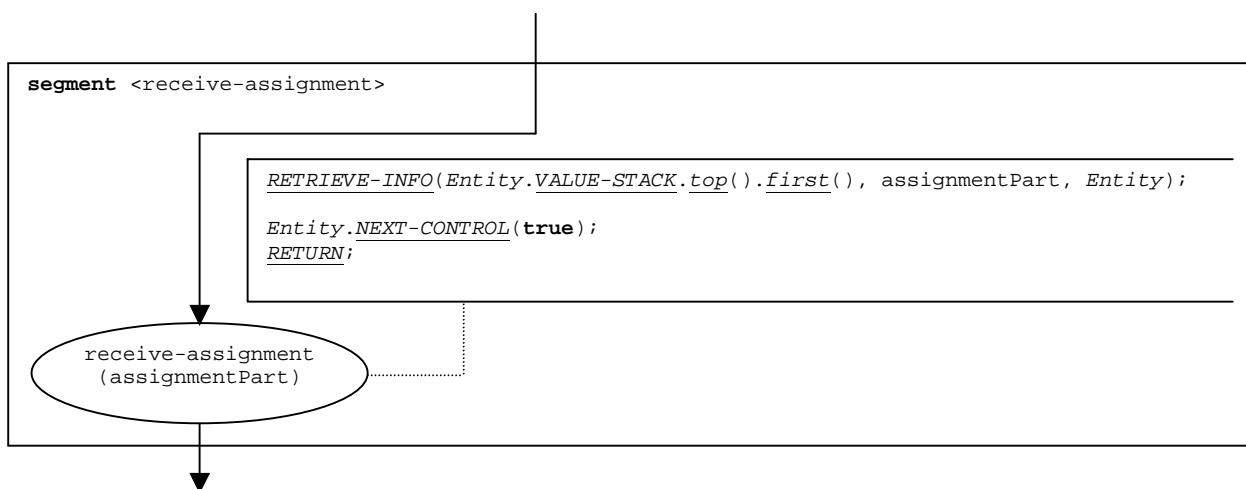 segment <receive-assignment>
RETRIEVE-INFO(Entity.VALUE-STACK.top().first(), assignmentPart, Entity);
Entity.NEXT-CONTROL(true);
RETURN;
receive-assignment
(assignmentPart)